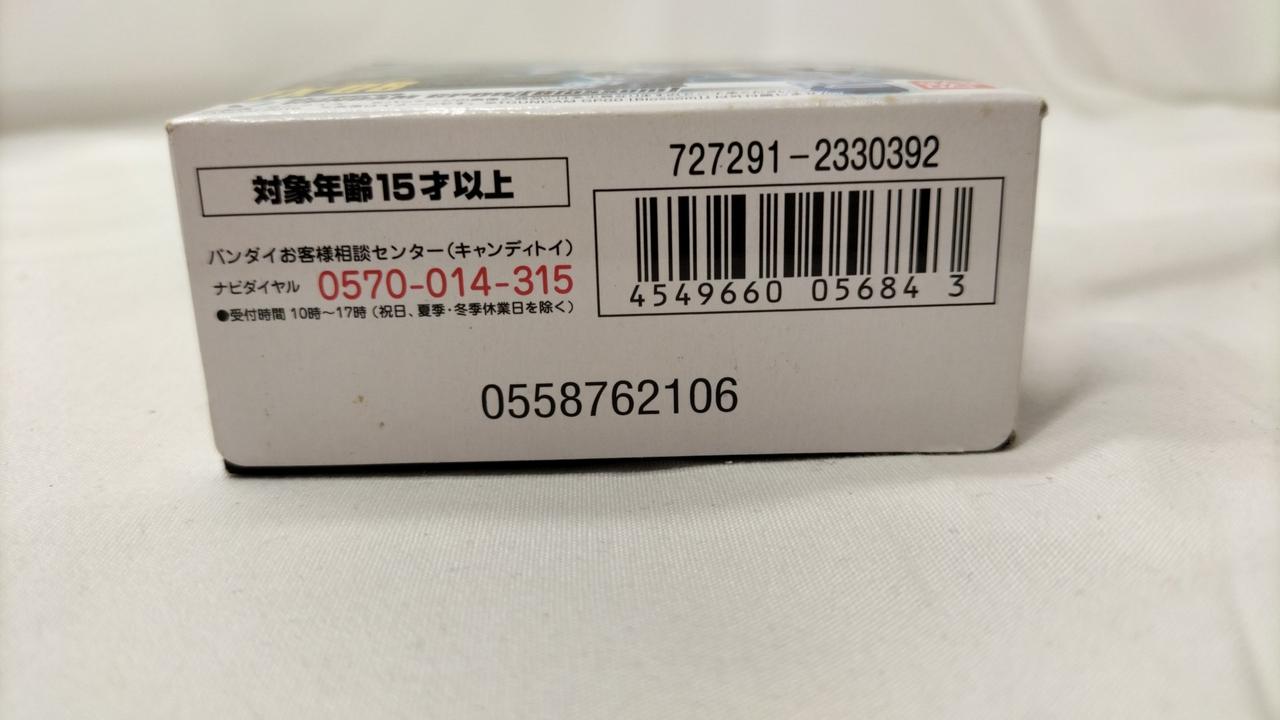 対象年齢15才以上
バンダイお客様相談センター(キャンディトイ)
ナビダイヤル 0570-014-315
●受付時間 10時〜17時 (祝日、夏季・冬季休業日を除く)
727291-2330392
4549660 05684 3
0558762106